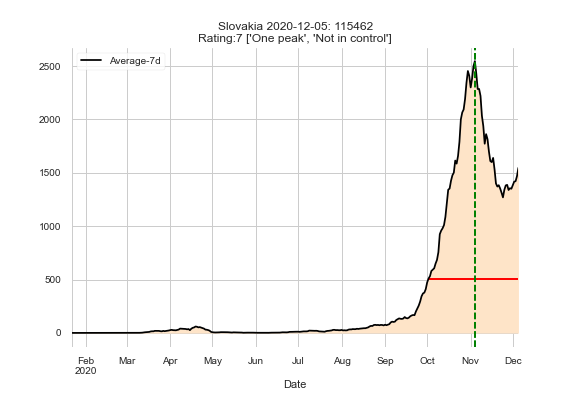 Slovakia 2020-12-05: 115462
Rating:7 ['One peak', 'Not in control']
Average-7d
2500
2000
1500
1000
500
0
Feb Mar Apr May Jun Jul Aug Sep Oct Nov Dec
2020
Date